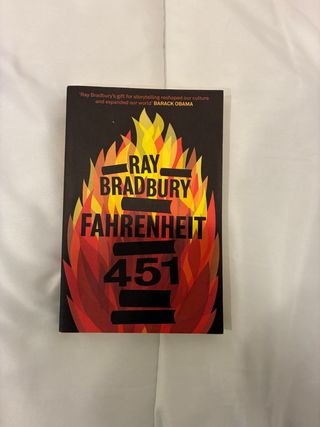 'Ray Bradbury's gift for storytelling reshaped our culture
and expanded our world' BARACK OBAMA
RAY
BRADBURY
FAHRENHEIT
451